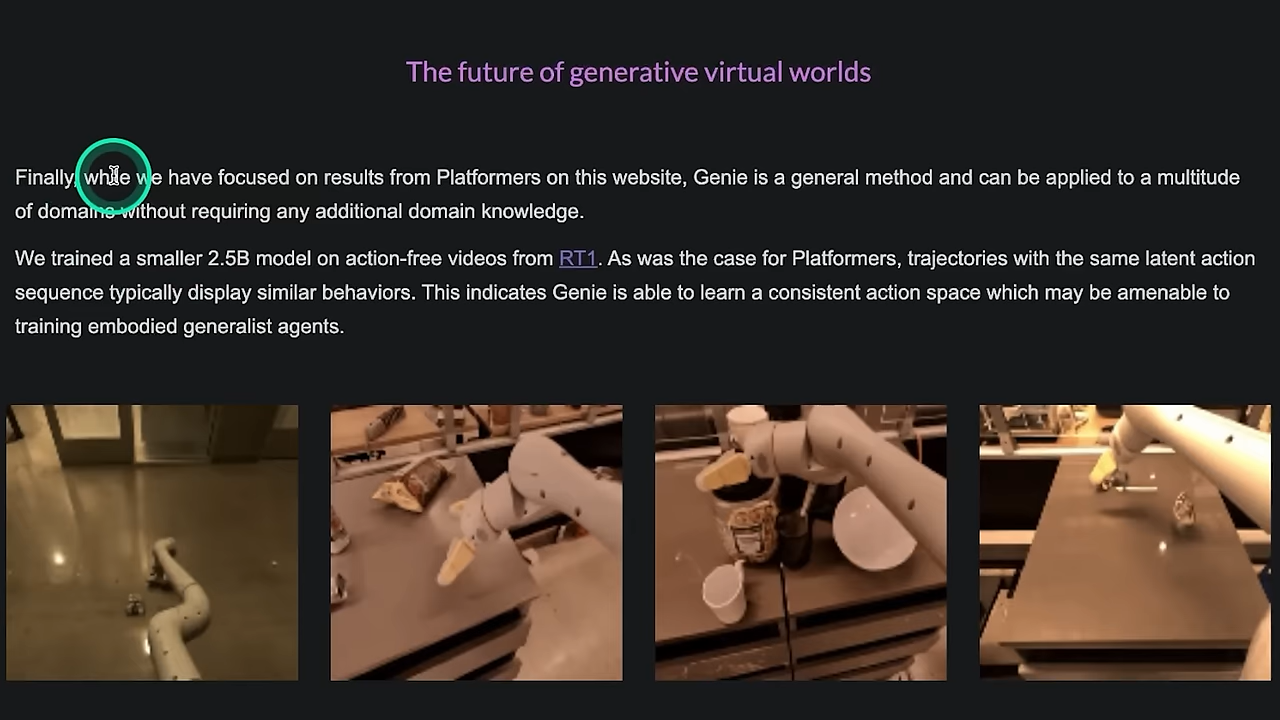 The future of generative virtual worlds
Finally, while we have focused on results from Platformers on this website, Genie is a general method and can be applied to a multitude
of domains without requiring any additional domain knowledge.
We trained a smaller 2.5B model on action-free videos from RT1. As was the case for Platformers, trajectories with the same latent action
sequence typically display similar behaviors. This indicates Genie is able to learn a consistent action space which may be amenable to
training embodied generalist agents.